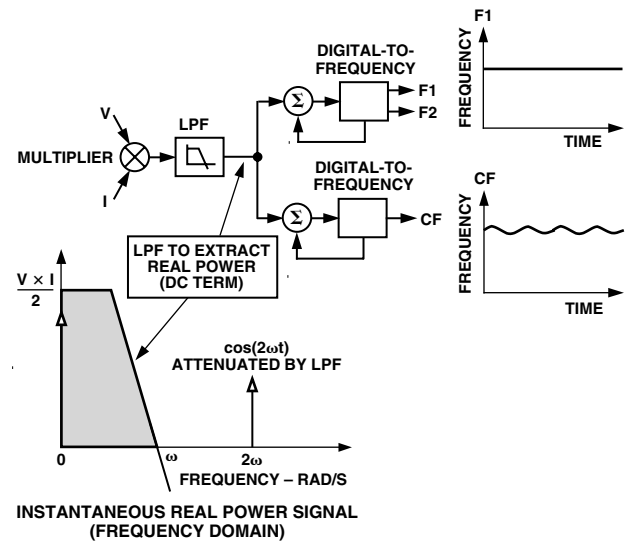 F1
DIGITAL-TO-
FREQUENCY
FREQUENCY
V
LPF
Σ
F1
F2
MULTIPLIER
TIME
I
DIGITAL-TO-
FREQUENCY
CF
Σ
CF
FREQUENCY
LPF TO EXTRACT
REAL POWER
(DC TERM)
TIME
V × I
2
cos(2ωt)
ATTENUATED BY LPF
0
ω
2ω
FREQUENCY – RAD/S
INSTANTANEOUS REAL POWER SIGNAL
(FREQUENCY DOMAIN)